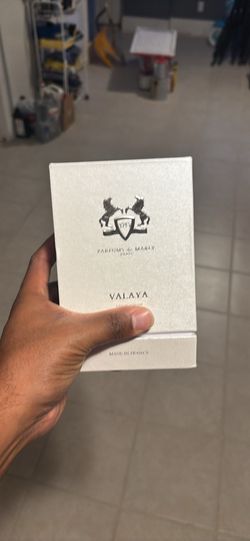 PARFUMS de MARLY
PARIS
VALAYA
MADE IN FRANCE